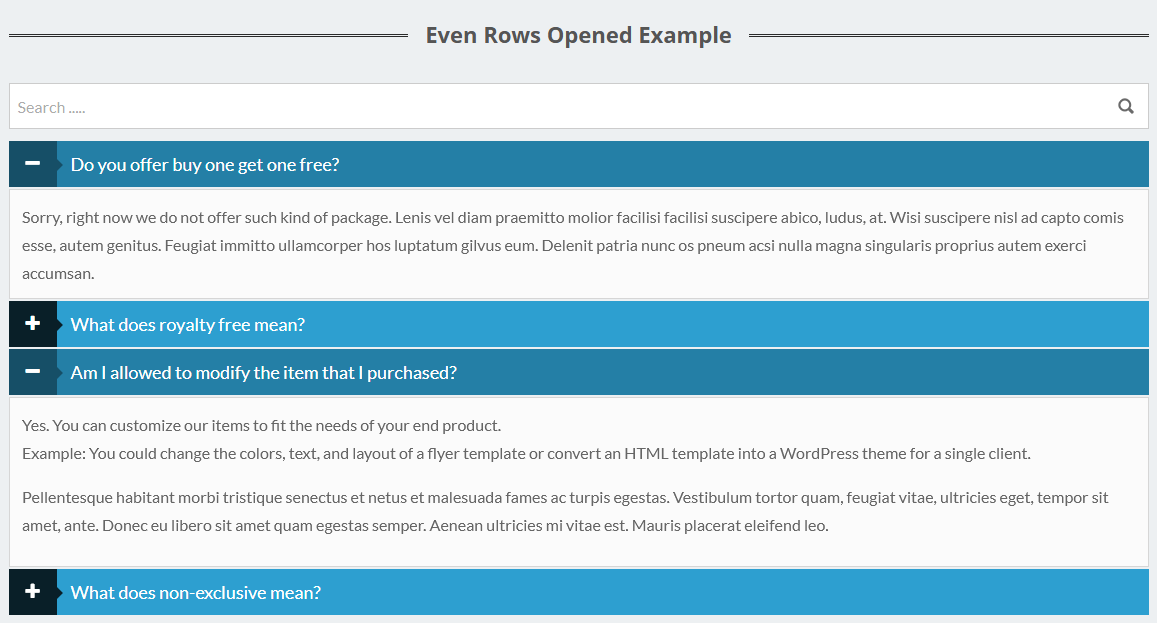 Even Rows Opened Example
Search .....
Do you offer buy one get one free?
Sorry, right now we do not offer such kind of package. Lenis vel diam praemitto molior facilisi facilisi suscipere abico, ludus, at. Wisi suscipere nisl ad capto comis
esse, autem genitus. Feugiat immitto ullamcorper hos luptatum gilvus eum. Delenit patria nunc os pneum acsi nulla magna singularis proprius autem exerci
accumsan.
What does royalty free mean?
Am I allowed to modify the item that I purchased?
Yes. You can customize our items to fit the needs of your end product.
Example: You could change the colors, text, and layout of a flyer template or convert an HTML template into a WordPress theme for a single client.
Pellentesque habitant morbi tristique senectus et netus et malesuada fames ac turpis egestas. Vestibulum tortor quam, feugiat vitae, ultricies eget, tempor sit
amet, ante. Donec eu libero sit amet quam egestas semper. Aenean ultricies mi vitae est. Mauris placerat eleifend leo.
What does non-exclusive mean?